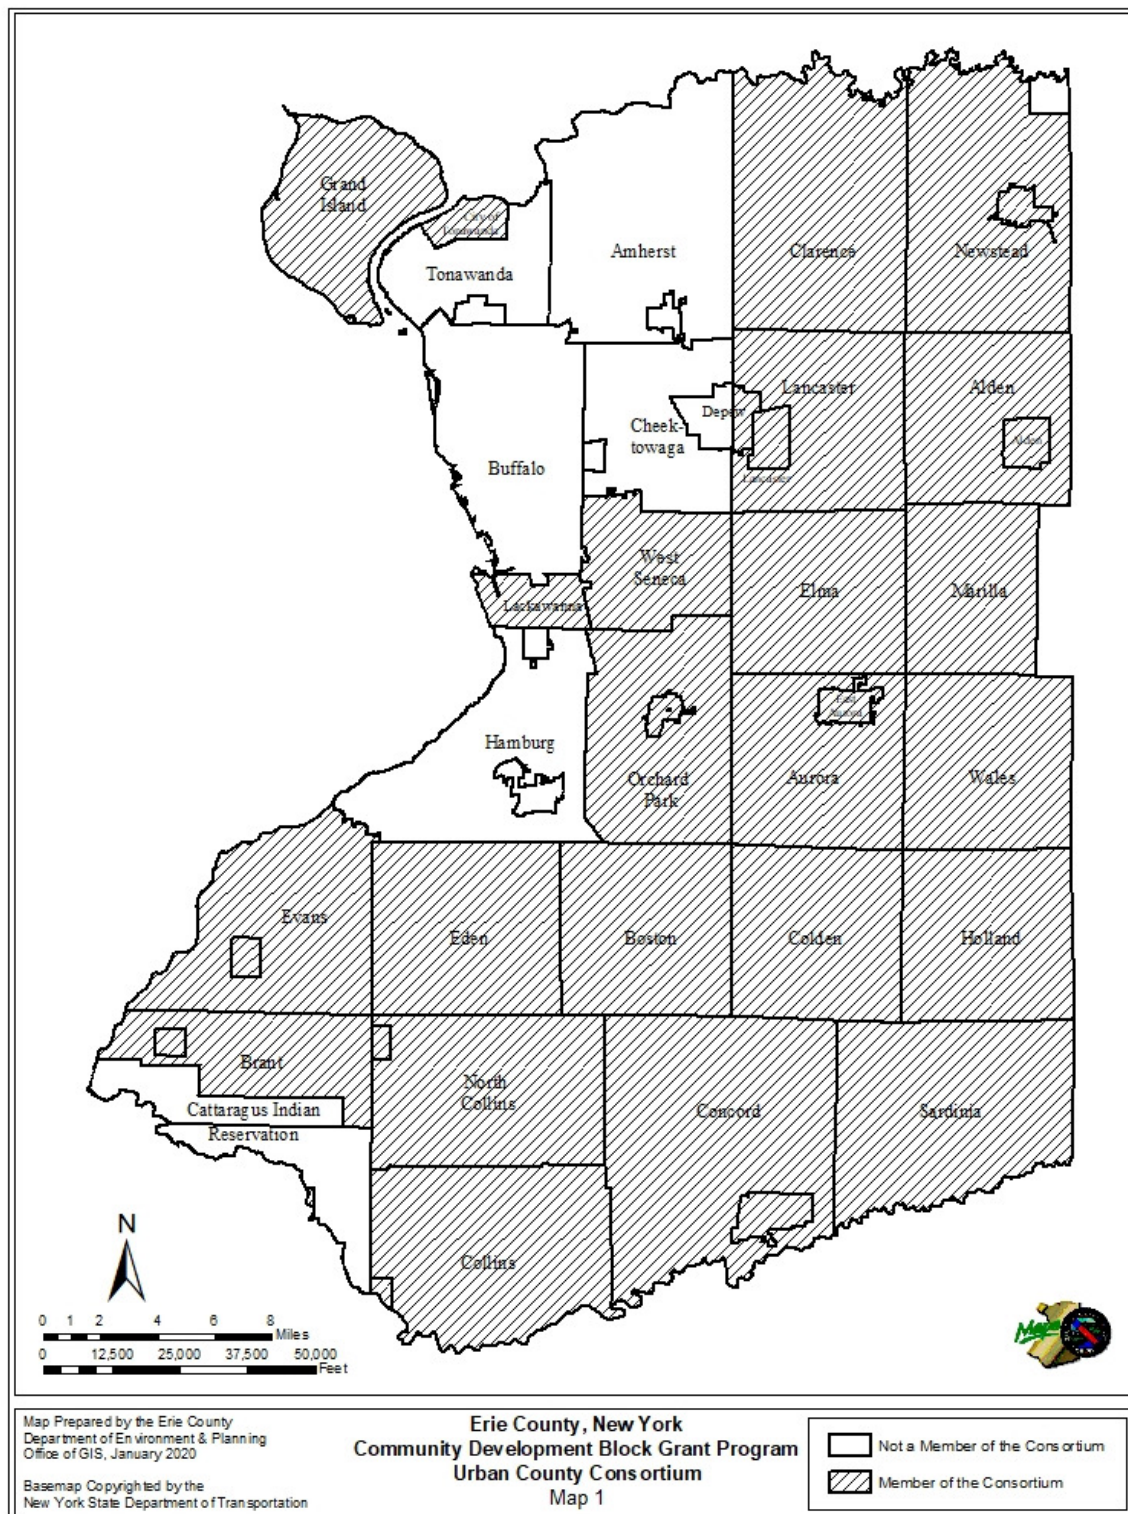 Grand
Island
City of
Tonawanda
Tonawanda
Amherst
Clarence
Newstead
Lancaster
Alden
Depew
Cheek-
towaga
Alden
Buffalo
Lancaster
West
Seneca
Elma
Marilla
Lackawanna
East
Aurora
Hamburg
Orchard
Park
Aurora
Wales
Evans
Eden
Boston
Colden
Holland
Brant
North
Collins
Concord
Sardinia
Cattaragus Indian
Reservation
Collins
N
0 1 2 4 6 8
Miles
0 12,500 25,000 37,500 50,000
Feet
Map Prepared by the Erie County
Department of Environment & Planning
Office of GIS, January 2020
Basemap Copyrighted by the
New York State Department of Transportation
Erie County, New York
Community Development Block Grant Program
Urban County Consortium
Map 1
Not a Member of the Consortium
Member of the Consortium